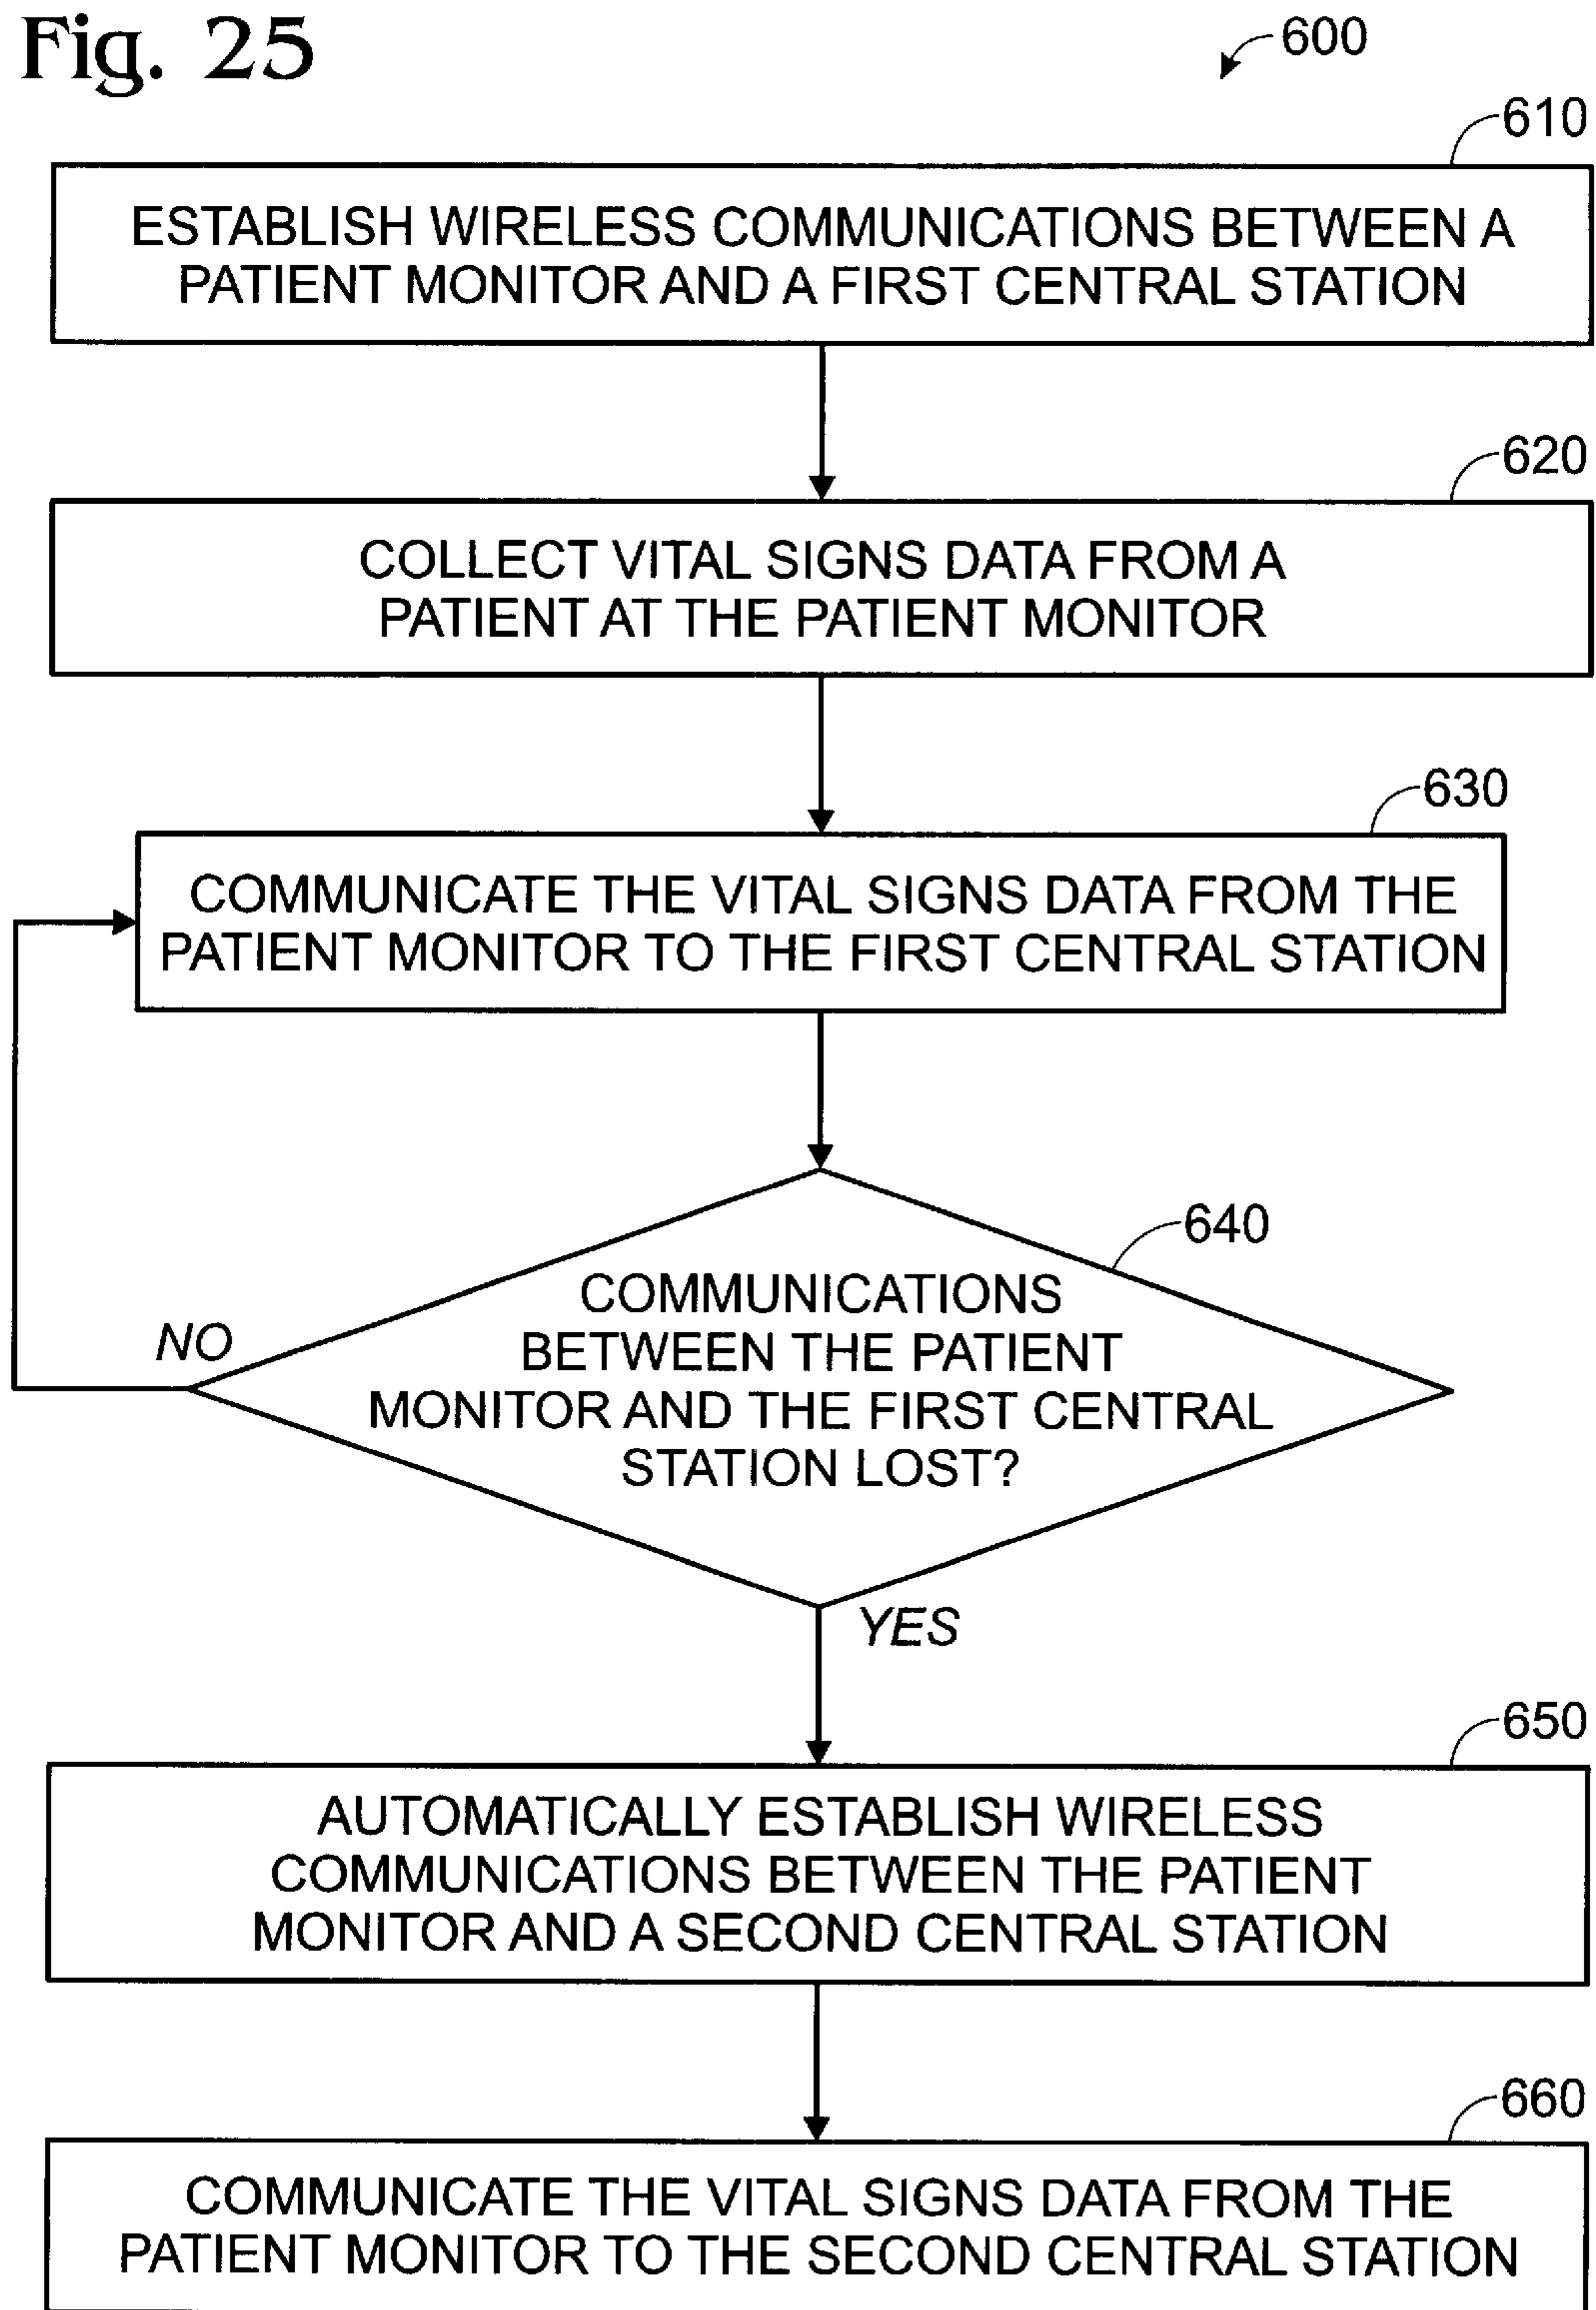 Fig. 25
600
610
ESTABLISH WIRELESS COMMUNICATIONS BETWEEN A
PATIENT MONITOR AND A FIRST CENTRAL STATION
620
COLLECT VITAL SIGNS DATA FROM A
PATIENT AT THE PATIENT MONITOR
630
COMMUNICATE THE VITAL SIGNS DATA FROM THE
PATIENT MONITOR TO THE FIRST CENTRAL STATION
640
COMMUNICATIONS
BETWEEN THE PATIENT
MONITOR AND THE FIRST CENTRAL
STATION LOST?
NO
YES
650
AUTOMATICALLY ESTABLISH WIRELESS
COMMUNICATIONS BETWEEN THE PATIENT
MONITOR AND A SECOND CENTRAL STATION
660
COMMUNICATE THE VITAL SIGNS DATA FROM THE
PATIENT MONITOR TO THE SECOND CENTRAL STATION